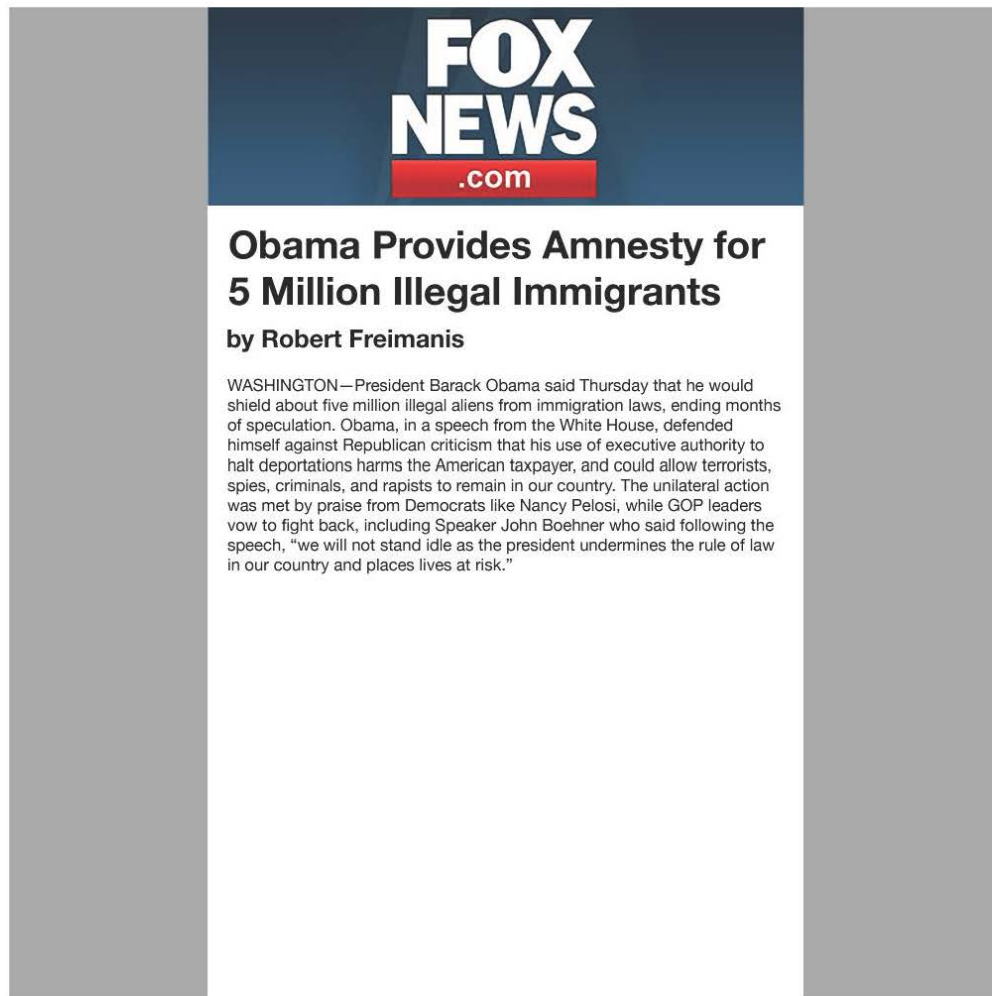 FOX
NEWS
.com
Obama Provides Amnesty for
5 Million Illegal Immigrants
by Robert Freimanis
WASHINGTON—President Barack Obama said Thursday that he would
shield about five million illegal aliens from immigration laws, ending months
of speculation. Obama, in a speech from the White House, defended
himself against Republican criticism that his use of executive authority to
halt deportations harms the American taxpayer, and could allow terrorists,
spies, criminals, and rapists to remain in our country. The unilateral action
was met by praise from Democrats like Nancy Pelosi, while GOP leaders
vow to fight back, including Speaker John Boehner who said following the
speech, “we will not stand idle as the president undermines the rule of law
in our country and places lives at risk.”